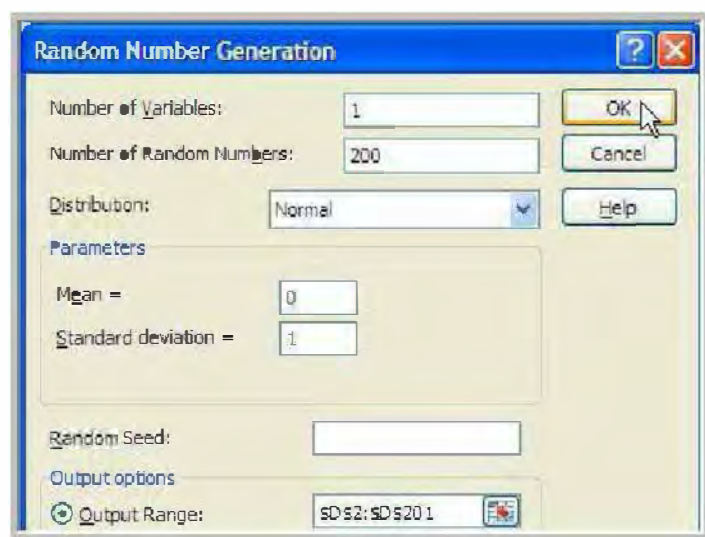 Random Number Generation
Number of Variables: 1 OK
Number of Random Numbers: 200 Cancel
Distribution: Normal Help
Parameters
Mean = 0
Standard deviation = 1
Random Seed:
Output options
Output Range: $D$2:$D$201